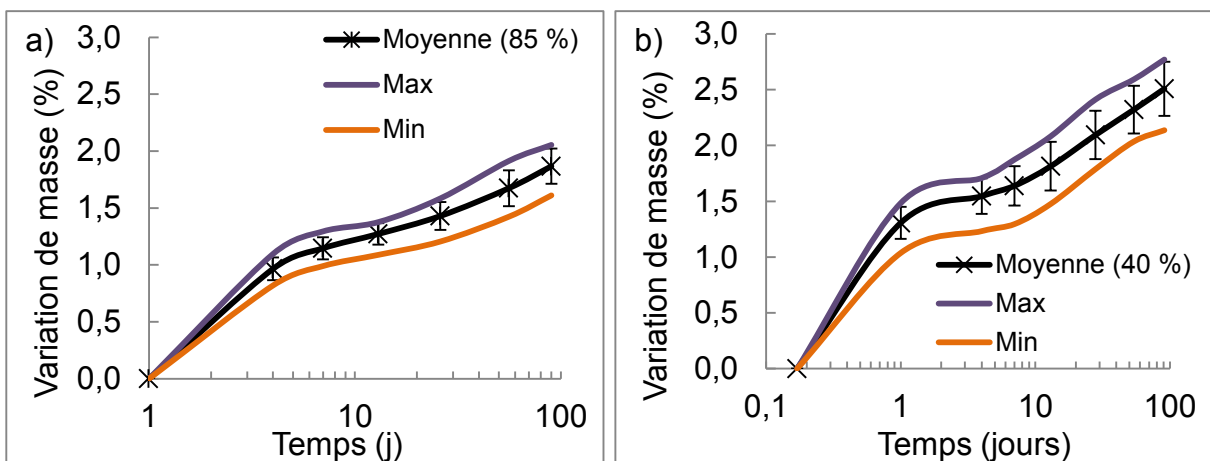 a)
Variation de masse (%)
3,0
2,5
2,0
1,5
1,0
0,5
0,0
Moyenne (85 %)
Max
Min
1
10
100
Temps (j)
b)
Variation de masse (%)
3,0
2,5
2,0
1,5
1,0
0,5
0,0
Moyenne (40 %)
Max
Min
0,1
1
10
100
Temps (jours)